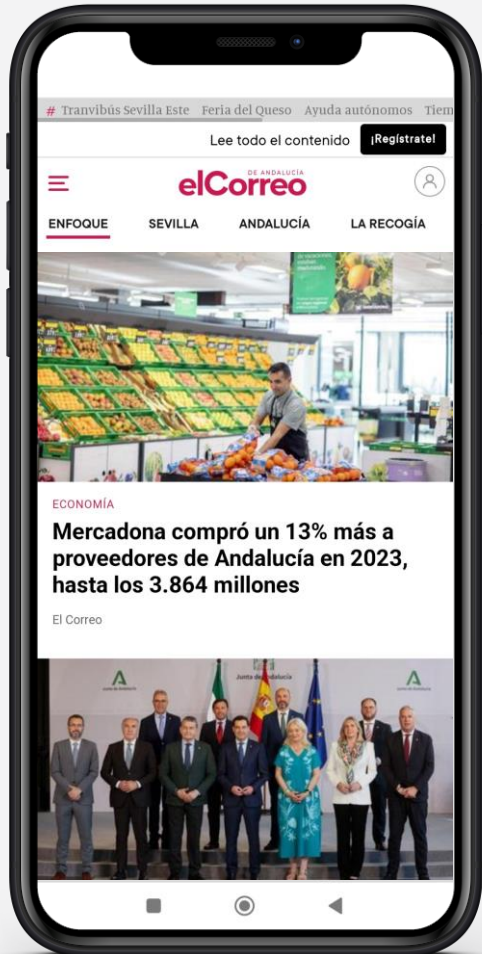 # Tranvibús Sevilla Este Feria del Queso Ayuda autónomos Tiem
Lee todo el contenido ¡Regístrate!
DE ANDALUCÍA
elCorreo
ENFOQUE SEVILLA ANDALUCÍA LA RECOGÍA
ECONOMÍA
Mercadona compró un 13% más a
proveedores de Andalucía en 2023,
hasta los 3.864 millones
El Correo
Junta de Andalucía